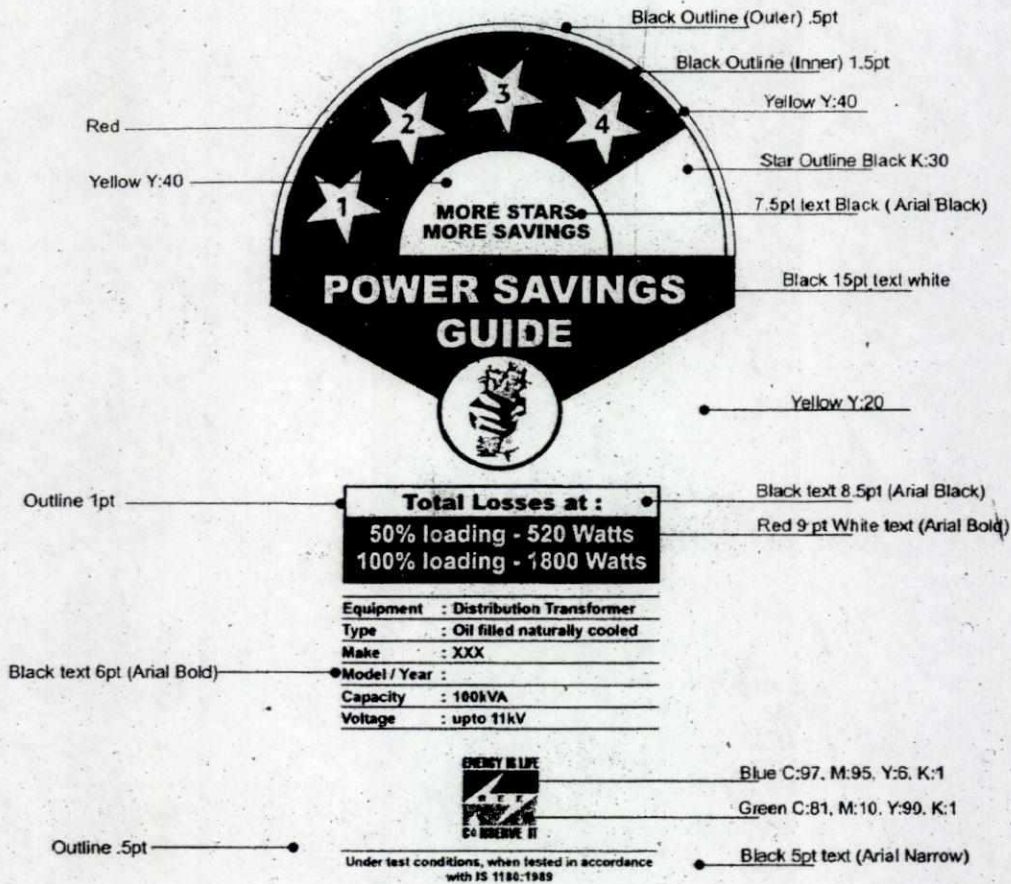 Black Outline (Outer) .5pt
Black Outline (Inner) 1.5pt
Yellow Y:40
Red
Star Outline Black K:30
Yellow Y:40
7.5pt text Black (Arial Black)
1
2
3
4
MORE STARS
MORE SAVINGS
Black 15pt text white
POWER SAVINGS
GUIDE
Yellow Y:20
Outline 1pt
Total Losses at :
Black text 8.5pt (Arial Black)
50% loading - 520 Watts
100% loading - 1800 Watts
Red 9 pt White text (Arial Bold)
Equipment : Distribution Transformer
Type : Oil filled naturally cooled
Make : XXX
Black text 6pt (Arial Bold)
Model / Year :
Capacity : 100kVA
Voltage : upto 11kV
ENERGY IS LIFE
BEE
CONSERVE IT
Blue C:97, M:95, Y:6, K:1
Green C:81, M:10, Y:90, K:1
Outline .5pt
Under test conditions, when tested in accordance
with IS 1180:1989
Black 5pt text (Arial Narrow)